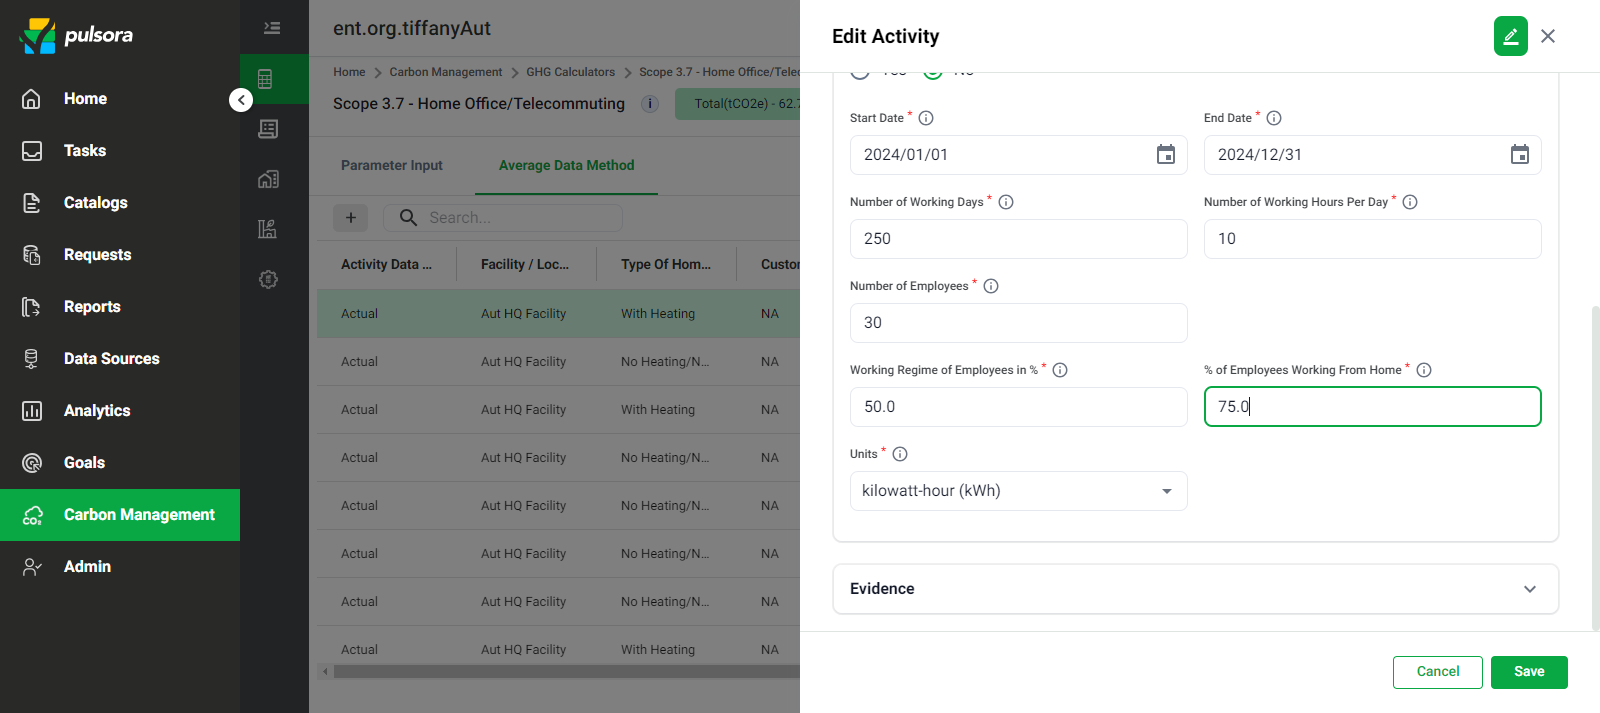 pulsora
Home
Tasks
Catalogs
Requests
Reports
Data Sources
Analytics
Goals
Carbon Management
Admin
ent.org.tiffanyAut
Home > Carbon Management > GHG Calculators > Scope 3.7 - Home Office/Telec
Scope 3.7 - Home Office/Telecommuting i Total(tCO2e) - 62.7
Parameter Input Average Data Method
+ Search...
Activity Data ... Facility / Loc... Type Of Hom... Custo
Actual Aut HQ Facility With Heating NA
Actual Aut HQ Facility No Heating/N... NA
Actual Aut HQ Facility With Heating NA
Actual Aut HQ Facility No Heating/N... NA
Actual Aut HQ Facility No Heating/N... NA
Actual Aut HQ Facility No Heating/N... NA
Actual Aut HQ Facility No Heating/N... NA
Actual Aut HQ Facility With Heating NA
Edit Activity
Yes No
Start Date * End Date *
2024/01/01 2024/12/31
Number of Working Days * Number of Working Hours Per Day *
250 10
Number of Employees *
30
Working Regime of Employees in % * % of Employees Working From Home *
50.0 75.0
Units *
kilowatt-hour (kWh)
Evidence
Cancel Save